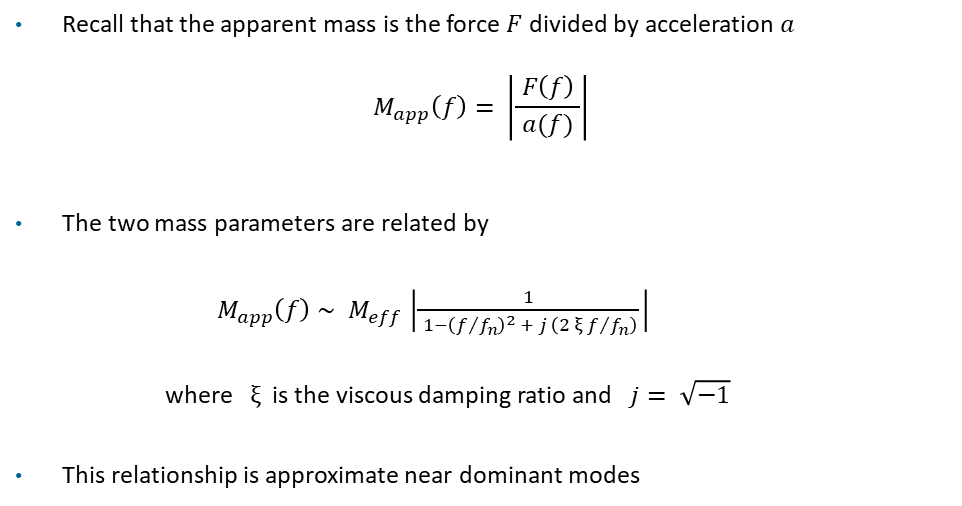 • Recall that the apparent mass is the force F divided by acceleration a
M_app(f) = |F(f) / a(f)|
• The two mass parameters are related by
M_app(f) ~ M_eff |1 / 1−(f/f_n)² + j (2 ξ f/f_n)|
where ξ is the viscous damping ratio and j = √−1
• This relationship is approximate near dominant modes